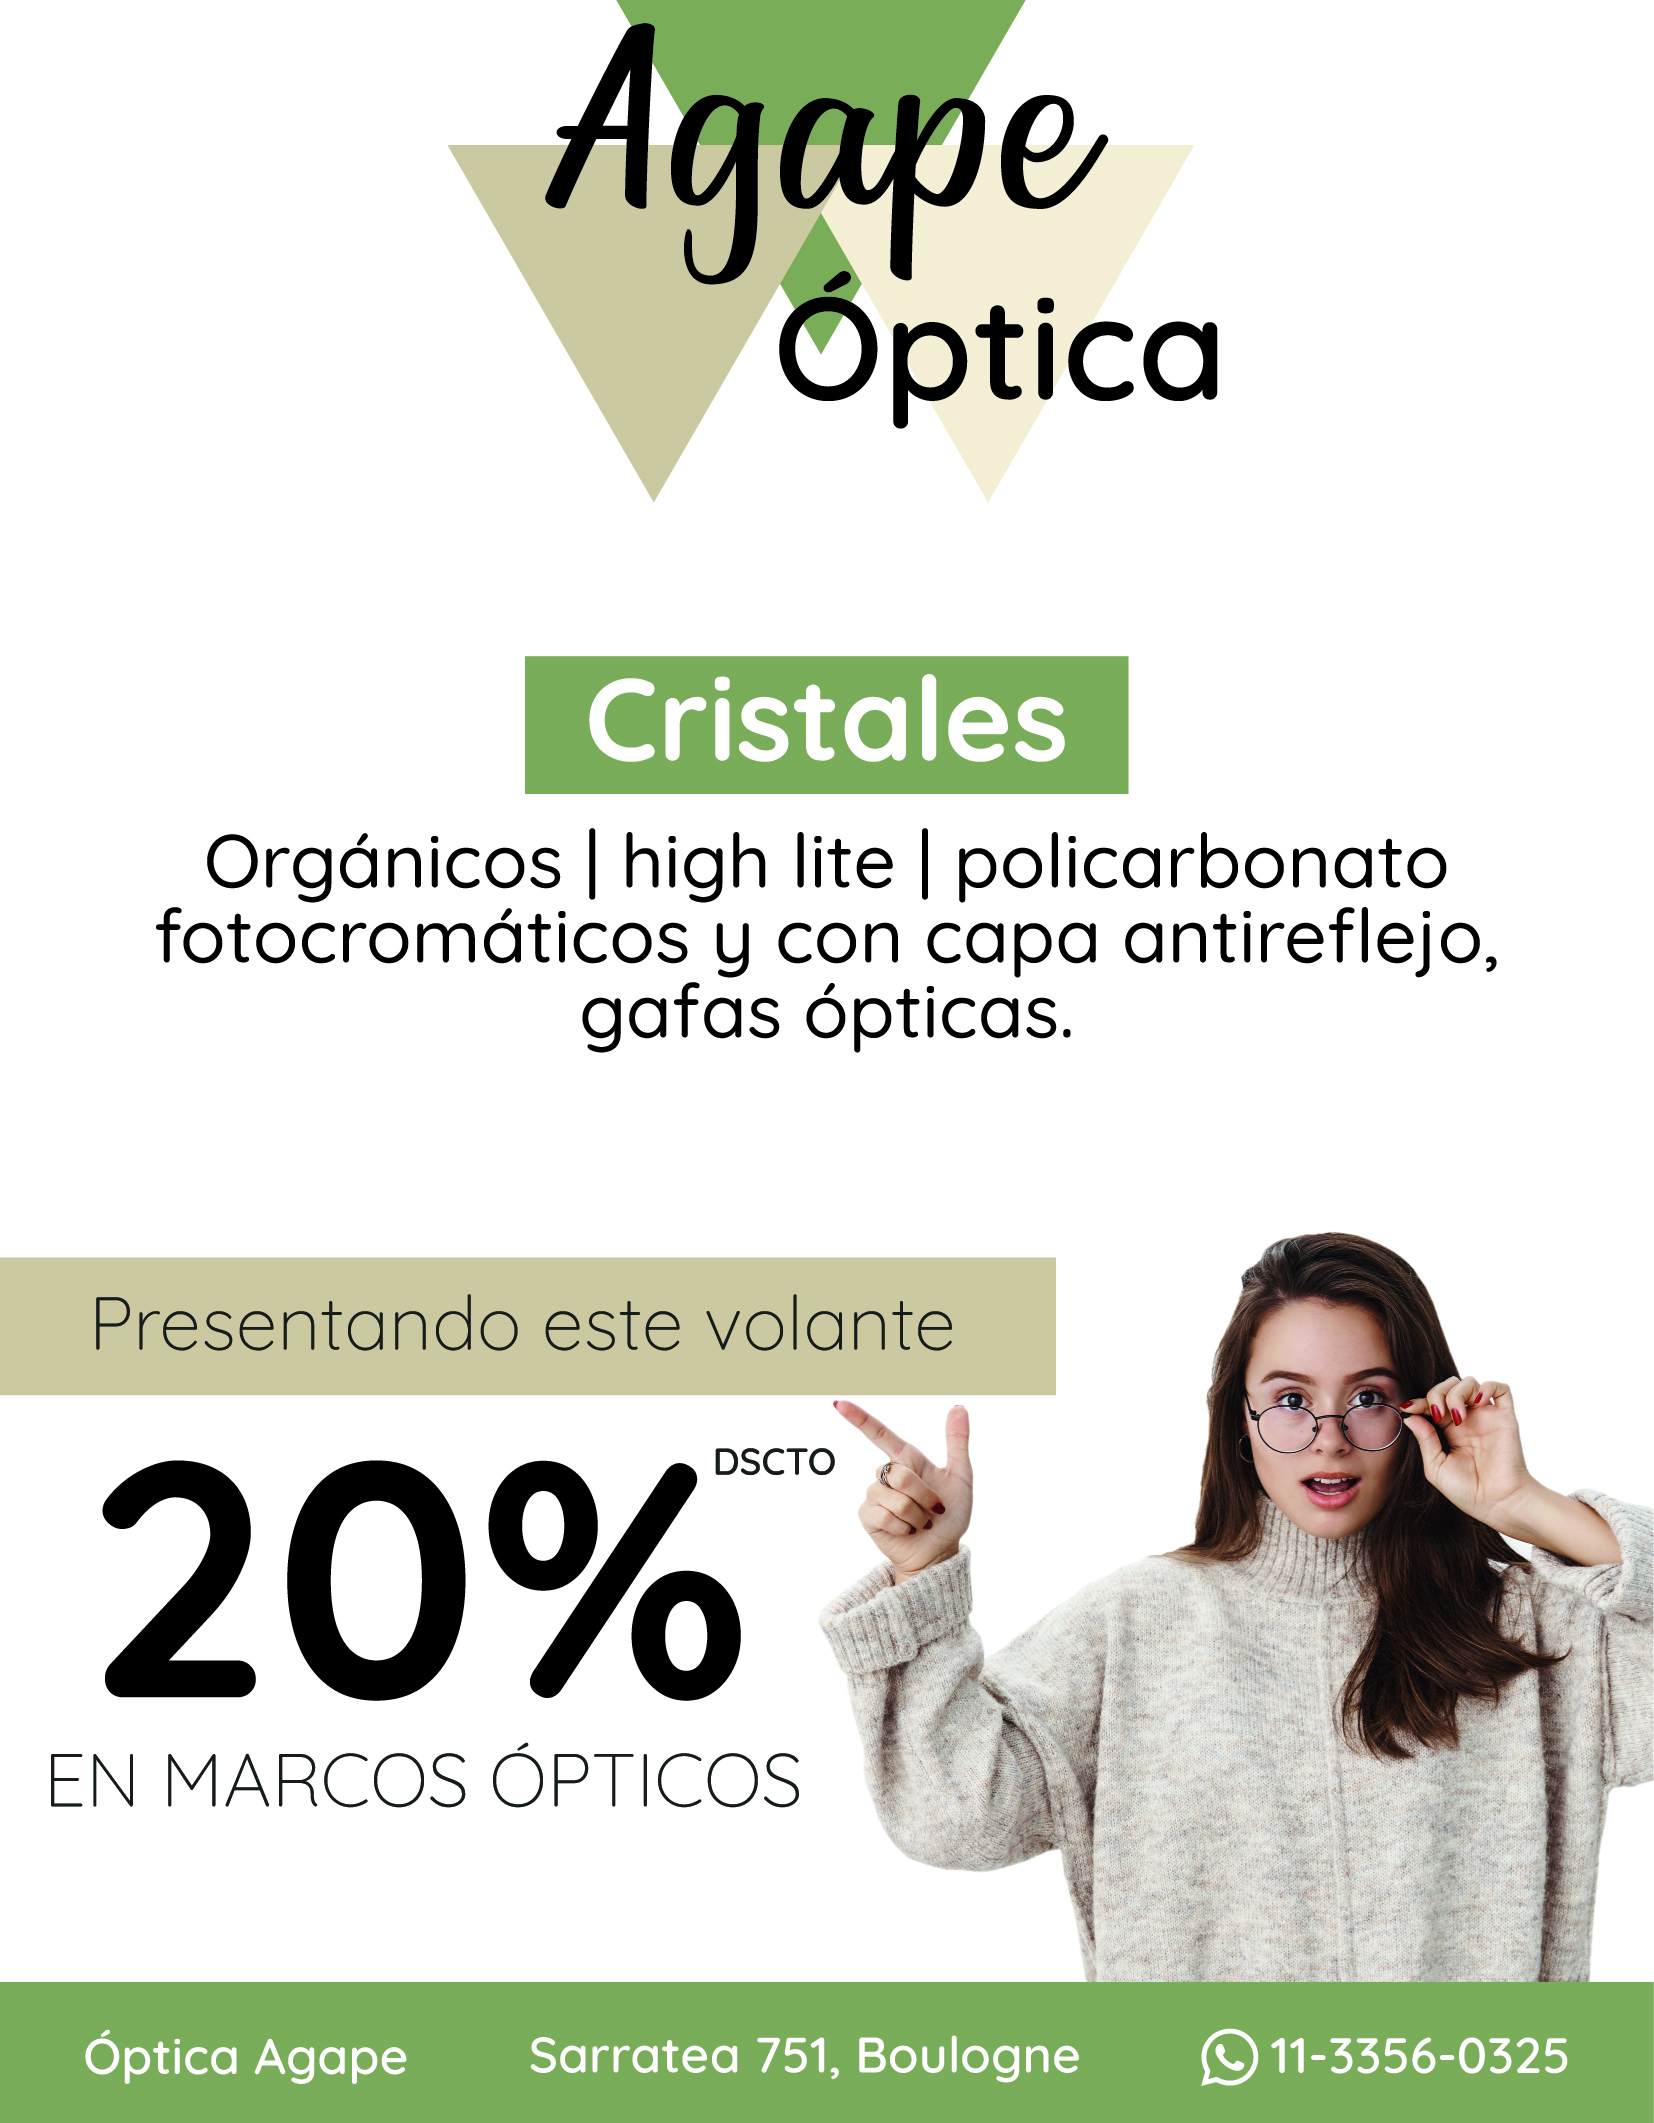 Agape
Óptica
Cristales
Orgánicos | high lite | policarbonato
fotocromáticos y con capa antireflejo,
gafas ópticas.
Presentando este volante
20% DSCTO
EN MARCOS ÓPTICOS
Óptica Agape Sarratea 751, Boulogne 11-3356-0325